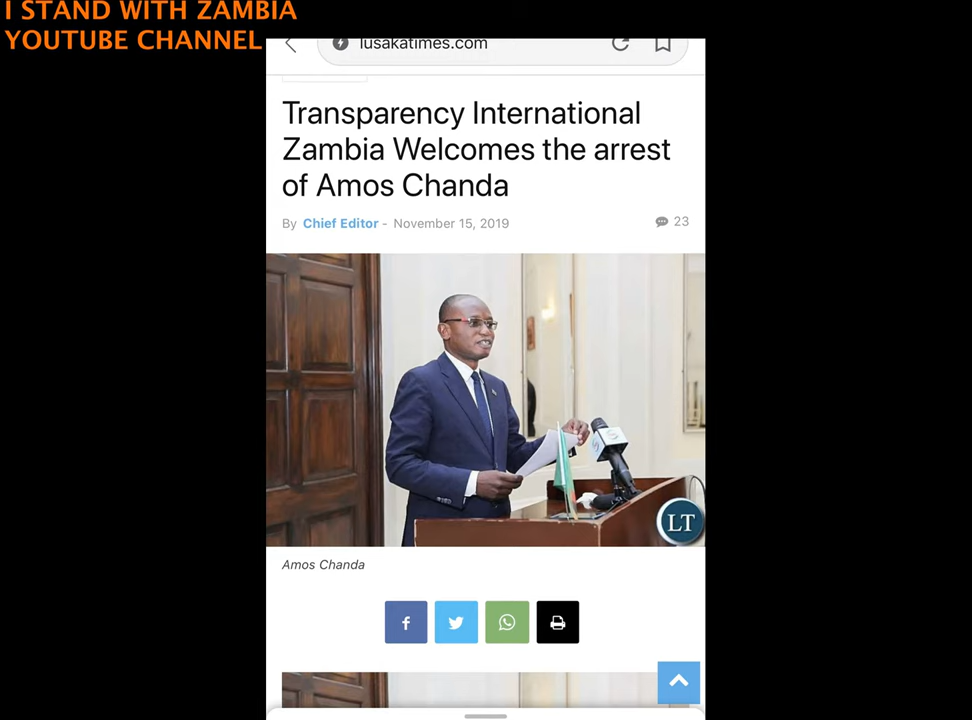 I STAND WITH ZAMBIA
YOUTUBE CHANNEL
lusakatimes.com
Transparency International
Zambia Welcomes the arrest
of Amos Chanda
By Chief Editor - November 15, 2019
23
LT
Amos Chanda